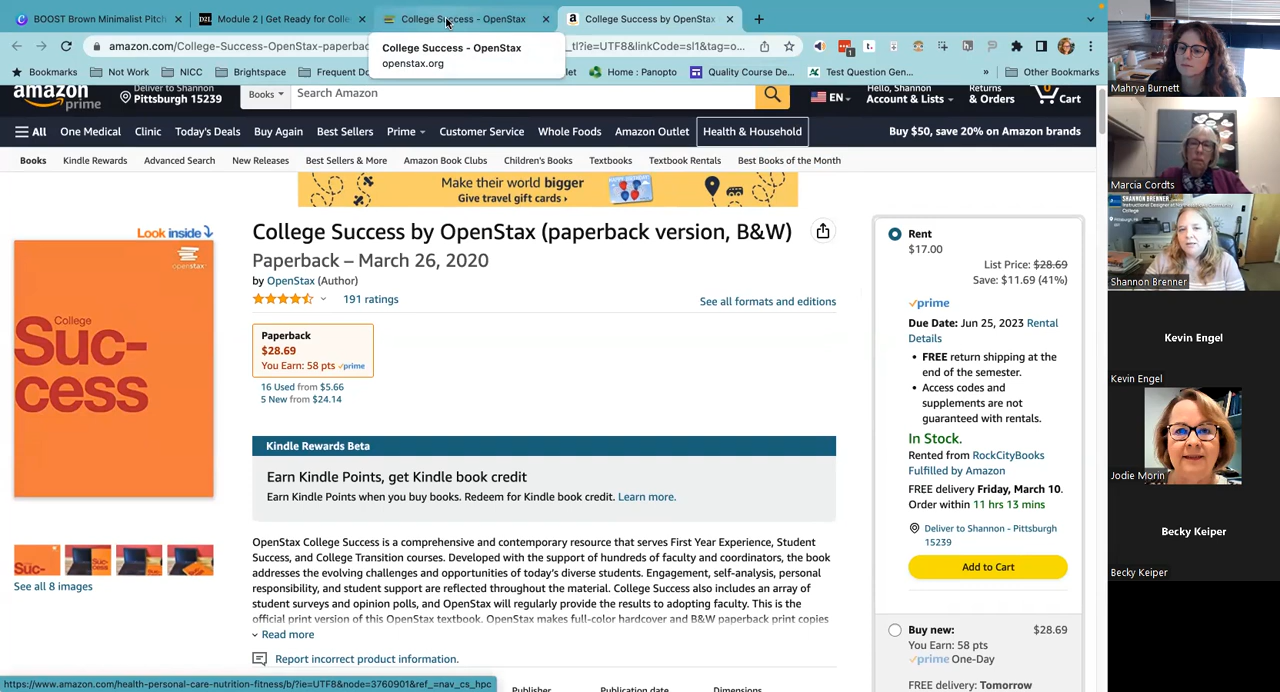 BOOST Brown Minimalist Pitch
D2L Module 2 | Get Ready for Colle
College Success - OpenStax
College Success by OpenStax
amazon.com/College-Success-OpenStax-paperbac
_tl?ie=UTF8&linkCode=sl1&tag=o...
College Success - OpenStax
openstax.org
Bookmarks
Not Work
NICC
Brightspace
Home : Panopto
Quality Course De...
Test Question Gen...
»
Other Bookmarks
amazon
prime
Deliver to Shannon
Pittsburgh 15239
Books
Search Amazon
EN
Hello, Shannon
Account & Lists
Returns
& Orders
0
Cart
All
One Medical
Clinic
Today's Deals
Buy Again
Best Sellers
Prime
Customer Service
Whole Foods
Amazon Outlet
Health & Household
Buy $50, save 20% on Amazon brands
Books
Kindle Rewards
Advanced Search
New Releases
Best Sellers & More
Amazon Book Clubs
Children's Books
Textbooks
Textbook Rentals
Best Books of the Month
Make their world bigger
Give travel gift cards ›
Look inside
openstax
College
Suc-
cess
See all 8 images
College Success by OpenStax (paperback version, B&W)
Paperback – March 26, 2020
by OpenStax (Author)
191 ratings
See all formats and editions
Paperback
$28.69
You Earn: 58 pts prime
16 Used from $5.66
5 New from $24.14
Kindle Rewards Beta
Earn Kindle Points, get Kindle book credit
Earn Kindle Points when you buy books. Redeem for Kindle book credit. Learn more.
OpenStax College Success is a comprehensive and contemporary resource that serves First Year Experience, Student
Success, and College Transition courses. Developed with the support of hundreds of faculty and coordinators, the book
addresses the evolving challenges and opportunities of today's diverse students. Engagement, self-analysis, personal
responsibility, and student support are reflected throughout the material. College Success also includes an array of
student surveys and opinion polls, and OpenStax will regularly provide the results to adopting faculty. This is the
official print version of this OpenStax textbook. OpenStax makes full-color hardcover and B&W paperback print copies
Read more
Report incorrect product information.
Publisher
Publication date
Dimensions
Rent
$17.00
List Price: $28.69
Save: $11.69 (41%)
prime
Due Date: Jun 25, 2023 Rental
Details
• FREE return shipping at the
end of the semester.
• Access codes and
supplements are not
guaranteed with rentals.
In Stock.
Rented from RockCityBooks
Fulfilled by Amazon
FREE delivery Friday, March 10.
Order within 11 hrs 13 mins
Deliver to Shannon - Pittsburgh
15239
Add to Cart
Buy new:
$28.69
You Earn: 58 pts
prime One-Day
FREE delivery: Tomorrow
https://www.amazon.com/health-personal-care-nutrition-fitness/b/?ie=UTF8&node=3760901&ref_=nav_cs_hpc
Mahrya Burnett
Marcia Cordts
SHANNON BRENNER
Shannon Brenner
Kevin Engel
Kevin Engel
Jodie Morin
Becky Keiper
Becky Keiper